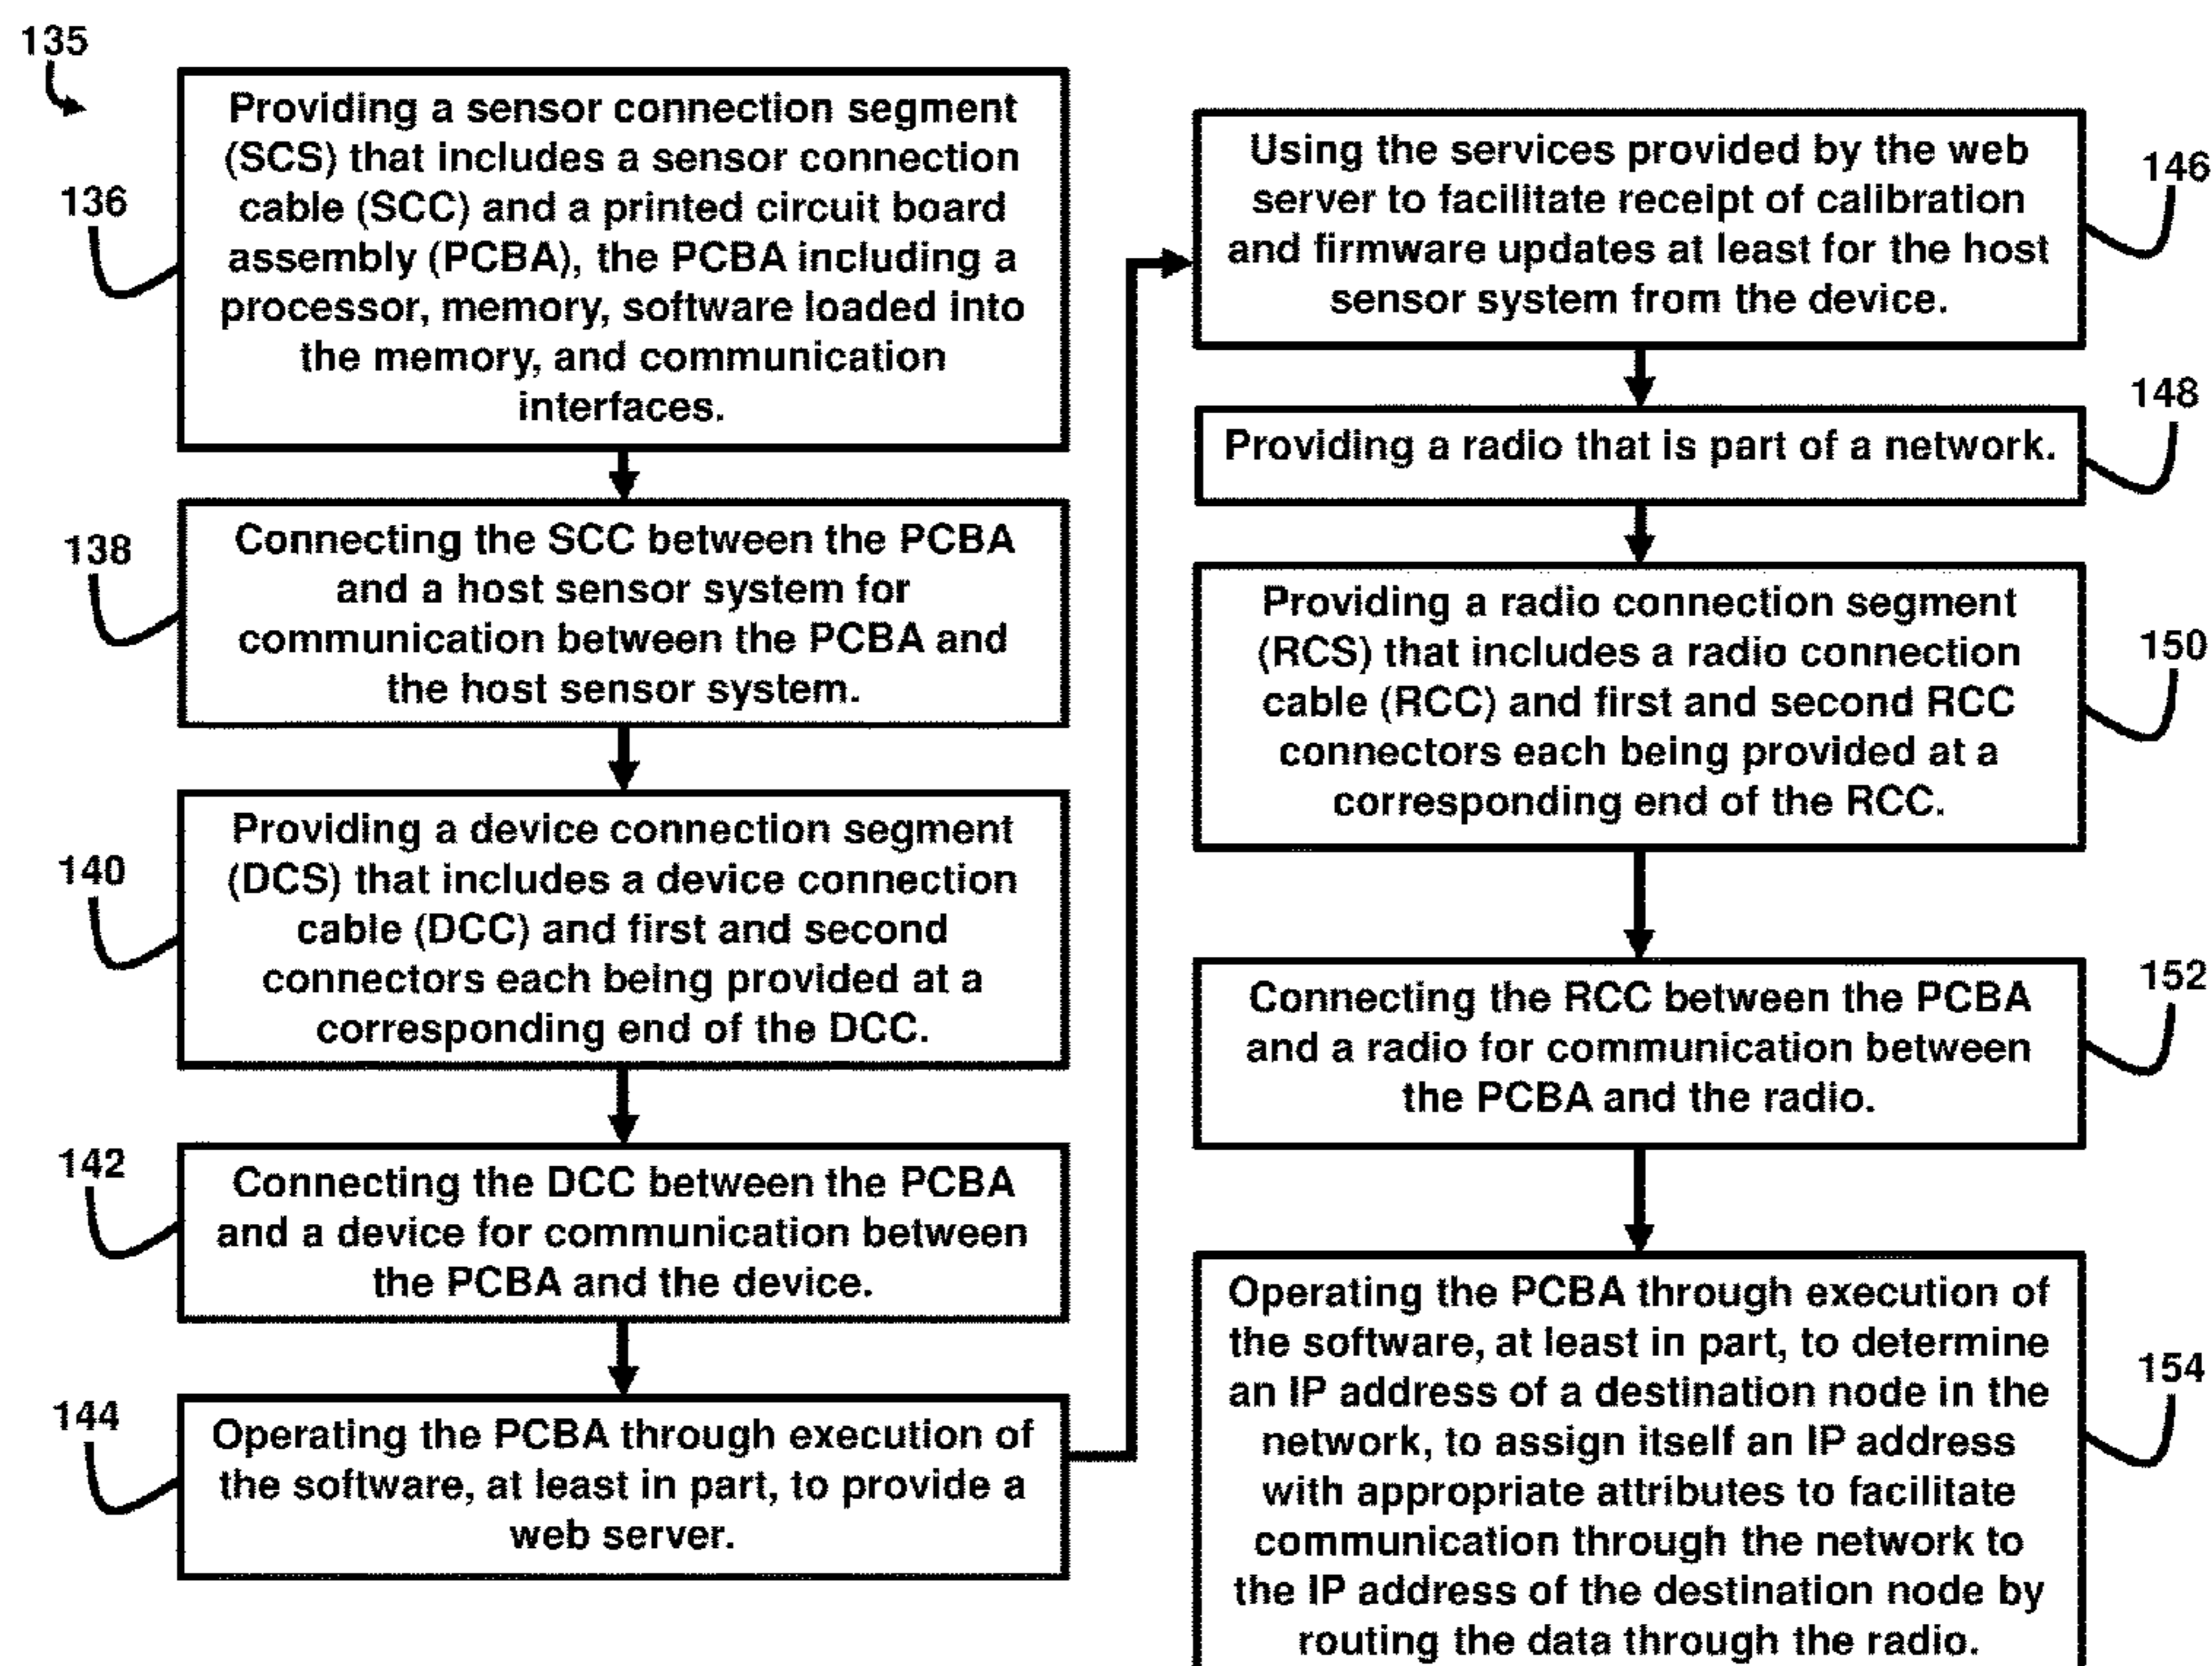 135
136
Providing a sensor connection segment
(SCS) that includes a sensor connection
cable (SCC) and a printed circuit board
assembly (PCBA), the PCBA including a
processor, memory, software loaded into
the memory, and communication
interfaces.
138
Connecting the SCC between the PCBA
and a host sensor system for
communication between the PCBA and
the host sensor system.
140
Providing a device connection segment
(DCS) that includes a device connection
cable (DCC) and first and second
connectors each being provided at a
corresponding end of the DCC.
142
Connecting the DCC between the PCBA
and a device for communication between
the PCBA and the device.
144
Operating the PCBA through execution of
the software, at least in part, to provide a
web server.
146
Using the services provided by the web
server to facilitate receipt of calibration
and firmware updates at least for the host
sensor system from the device.
148
Providing a radio that is part of a network.
150
Providing a radio connection segment
(RCS) that includes a radio connection
cable (RCC) and first and second RCC
connectors each being provided at a
corresponding end of the RCC.
152
Connecting the RCC between the PCBA
and a radio for communication between
the PCBA and the radio.
154
Operating the PCBA through execution of
the software, at least in part, to determine
an IP address of a destination node in the
network, to assign itself an IP address
with appropriate attributes to facilitate
communication through the network to
the IP address of the destination node by
routing the data through the radio.